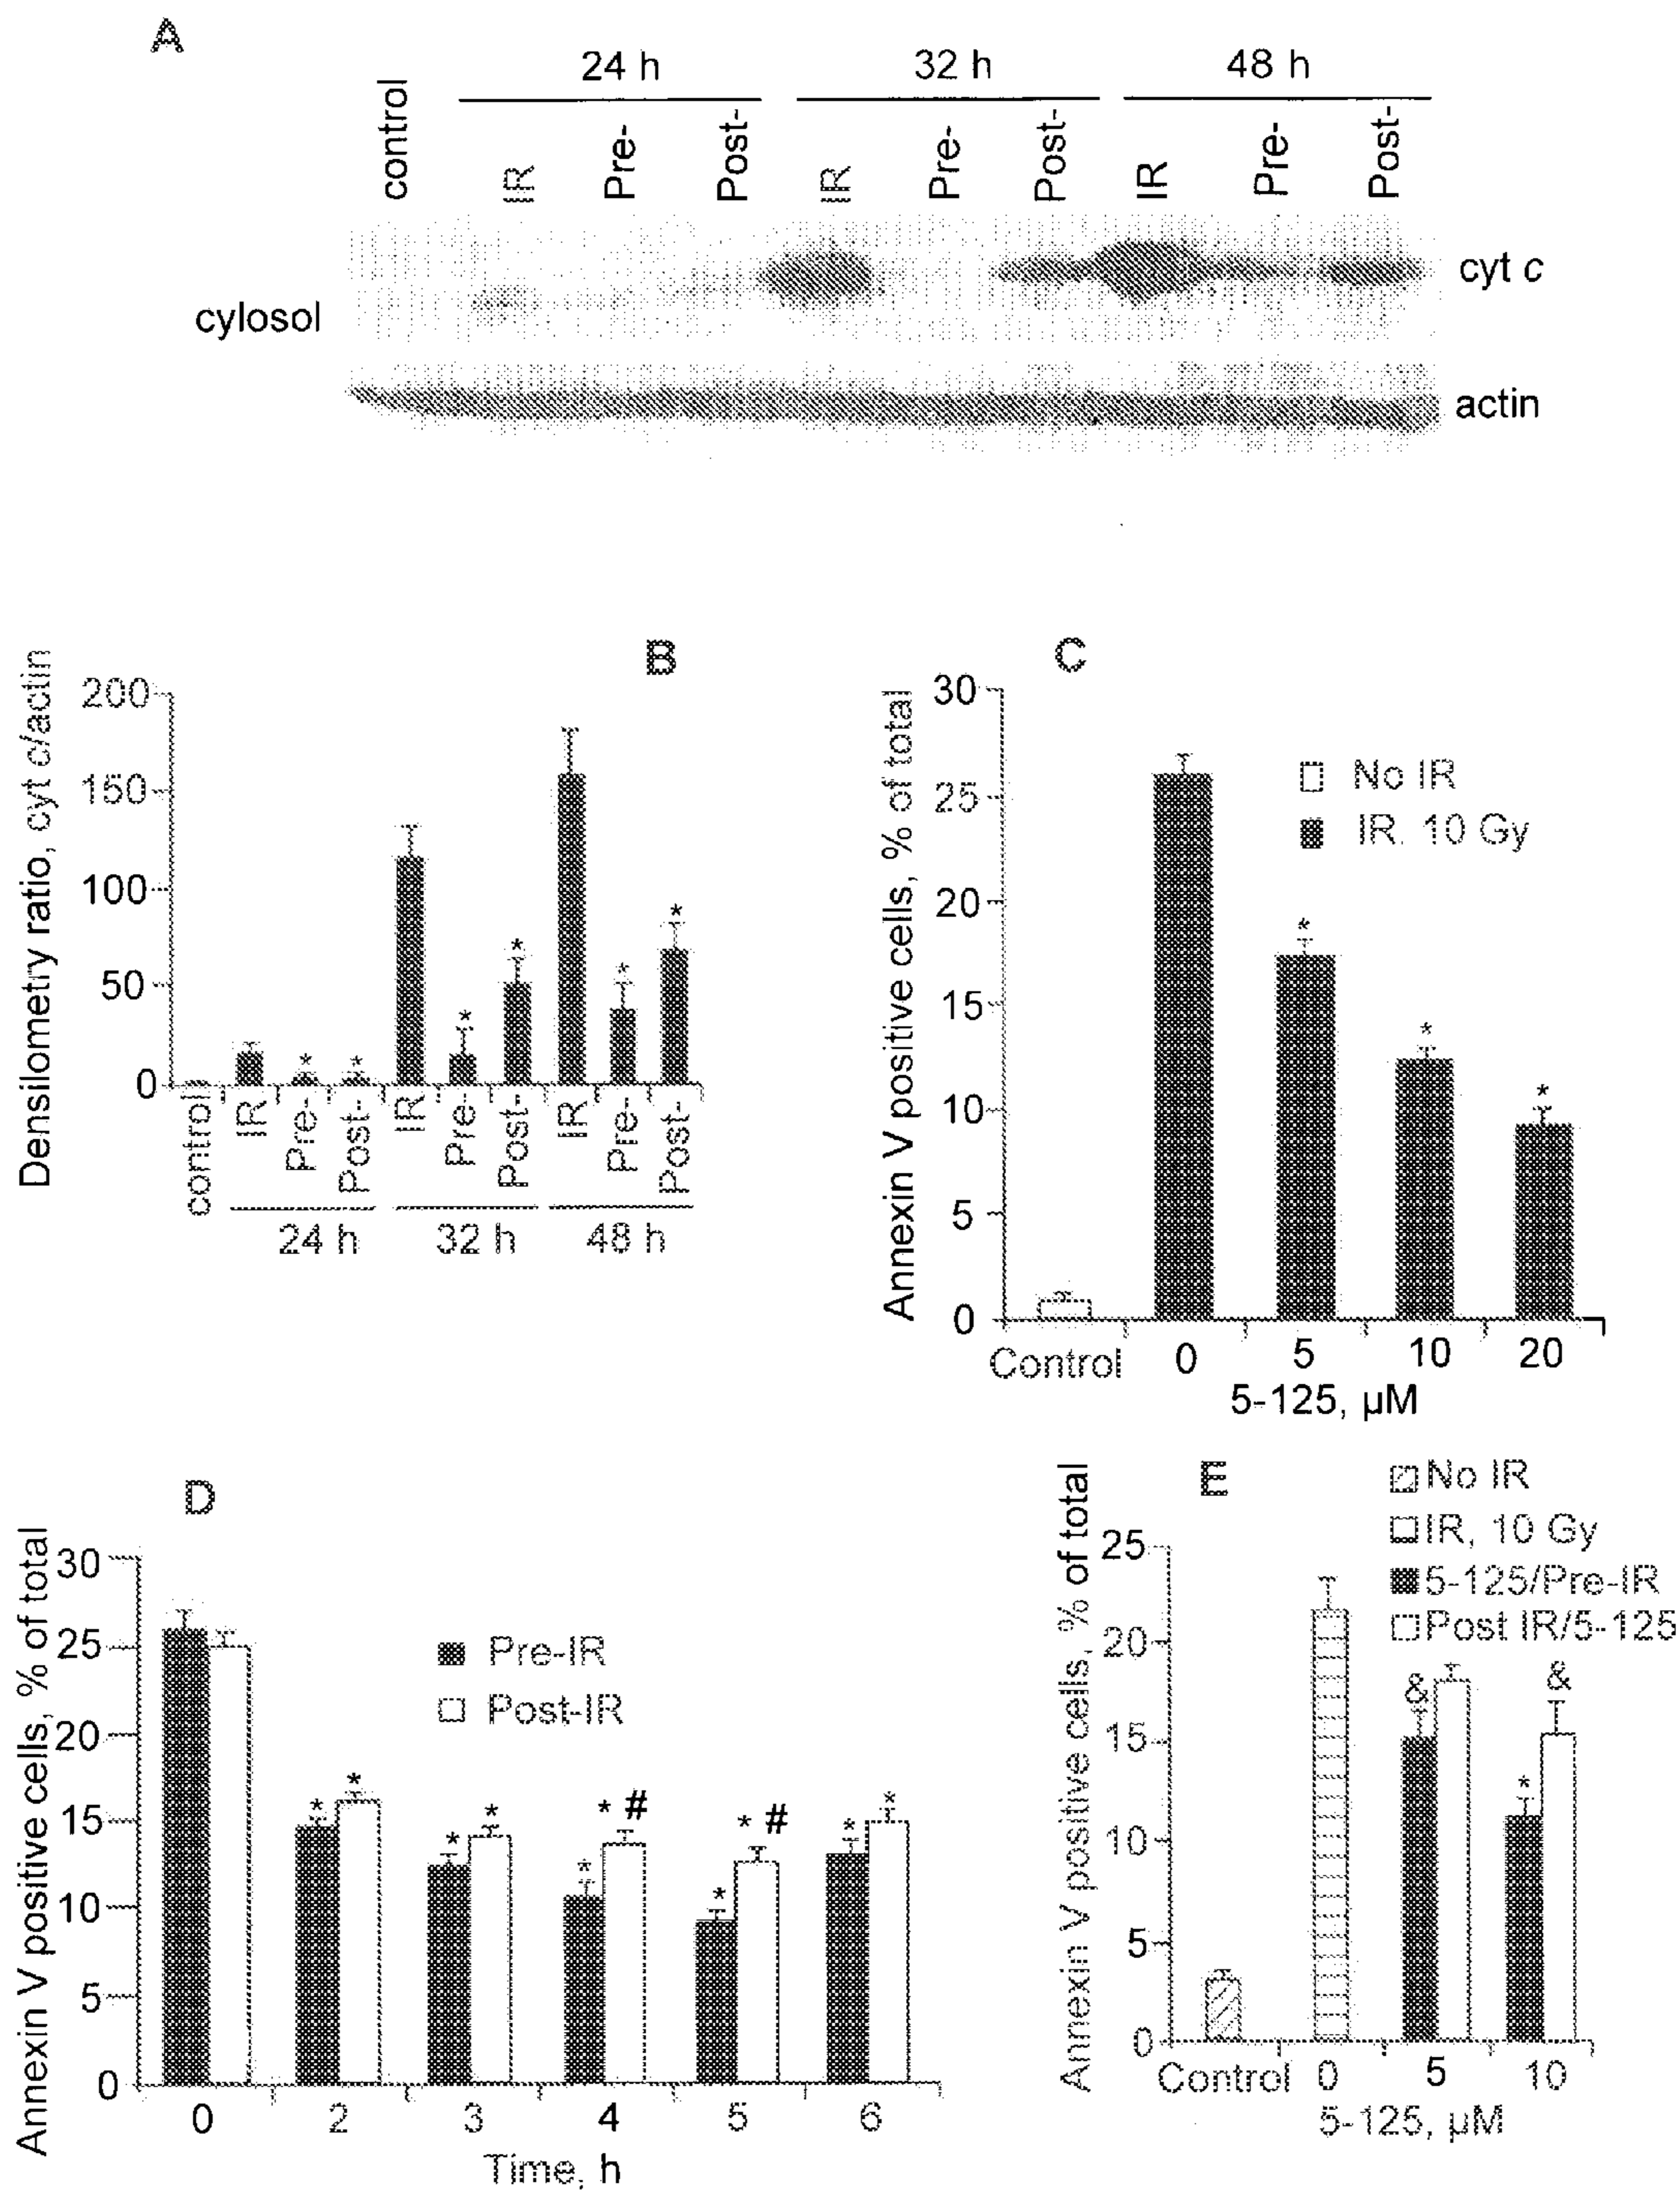 A
24 h
32 h
48 h
control
IR
Pre-
Post-
IR
Pre-
Post-
IR
Pre-
Post-
cyt c
cylosol
actin
B
Densilometry ratio, cyt c/actin
200
150
100
50
0
control
IR
Pre-
Post-
IR
Pre-
Post-
IR
Pre-
Post-
24 h
32 h
48 h
* * * * * *
C
Annexin V positive cells, % of total
30
25
20
15
10
5
0
No IR
IR. 10 Gy
* * *
Control 0 5 10 20
5-125, µM
D
Annexin V positive cells, % of total
30
25
20
15
10
5
0
Pre-IR
Post-IR
* * * * * * # * * # * *
0 2 3 4 5 6
Time, h
E
Annexin V positive cells, % of total
25
20
15
10
5
0
No IR
IR, 10 Gy
5-125/Pre-IR
Post IR/5-125
& * &
Control 0 5 10
5-125, µM